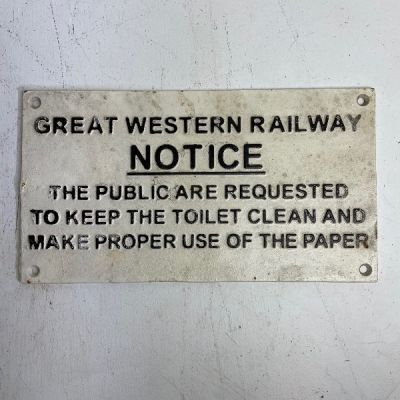 GREAT WESTERN RAILWAY
NOTICE
THE PUBLIC ARE REQUESTED
TO KEEP THE TOILET CLEAN AND
MAKE PROPER USE OF THE PAPER